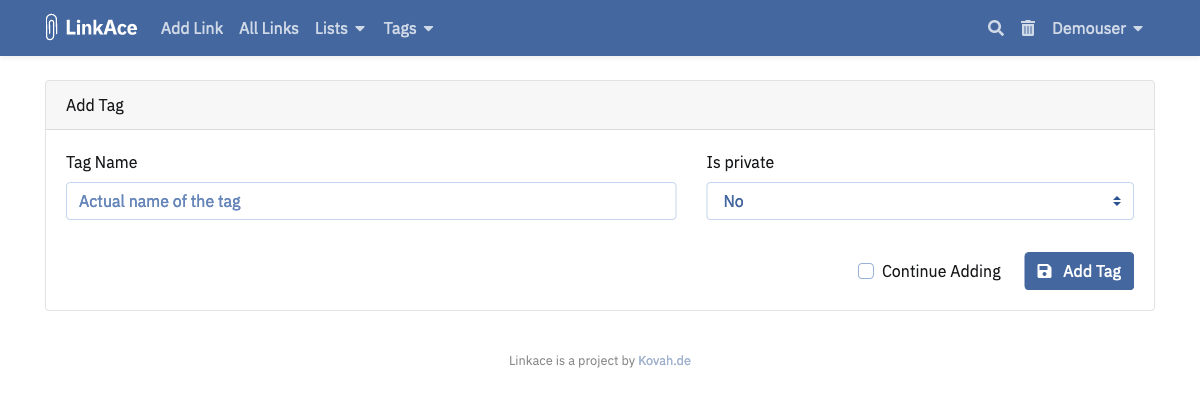 LinkAce Add Link All Links Lists Tags Demouser
Add Tag
Tag Name Is private
Actual name of the tag No
Continue Adding Add Tag
Linkace is a project by Kovah.de